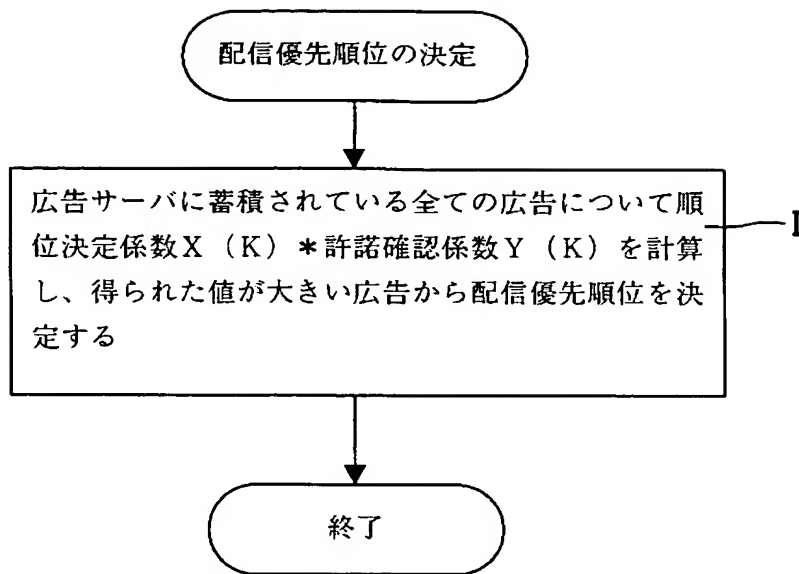 配信優先順位の決定
広告サーバに蓄積されている全ての広告について順
位決定係数X（K）*許諾確認係数Y（K）を計算
し、得られた値が大きい広告から配信優先順位を決
定する
I
終了